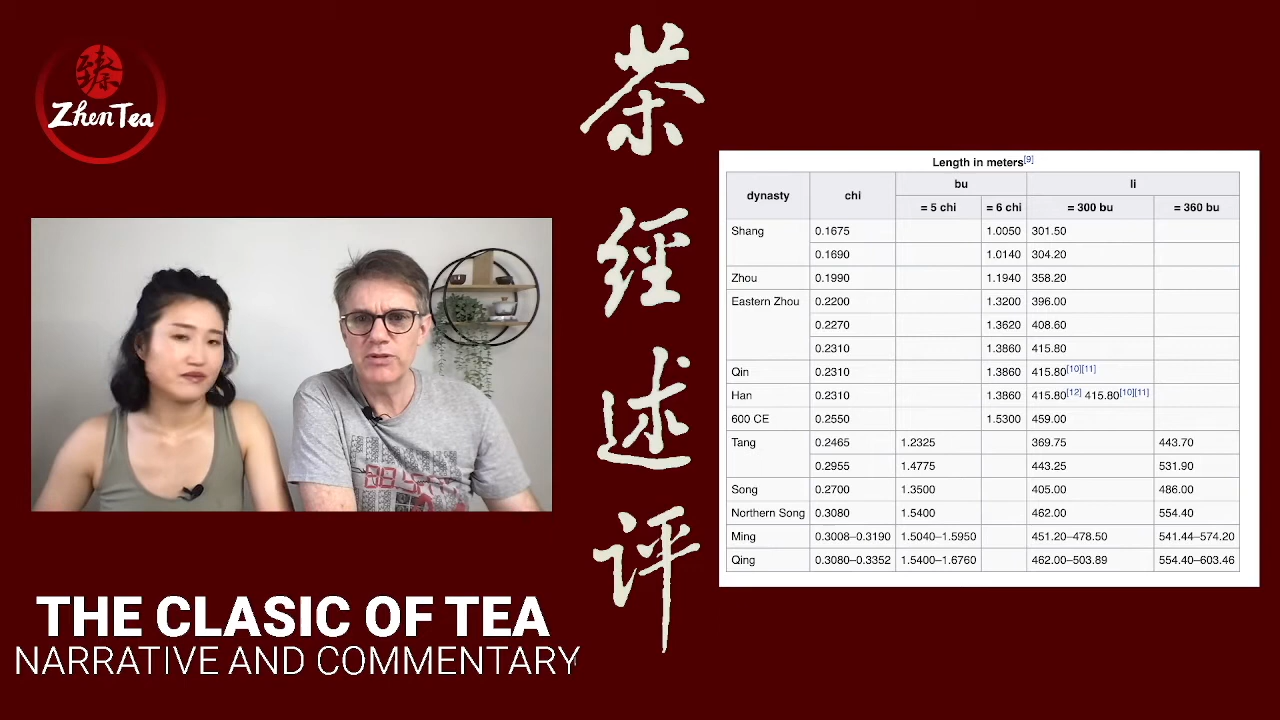 臻
Zhen Tea
茶經述评
THE CLASIC OF TEA
NARRATIVE AND COMMENTARY
Length in meters[9]
dynasty chi bu li
= 5 chi = 6 chi = 300 bu = 360 bu
Shang 0.1675 1.0050 301.50
0.1690 1.0140 304.20
Zhou 0.1990 1.1940 358.20
Eastern Zhou 0.2200 1.3200 396.00
0.2270 1.3620 408.60
0.2310 1.3860 415.80
Qin 0.2310 1.3860 415.80[10][11]
Han 0.2310 1.3860 415.80[12] 415.80[10][11]
600 CE 0.2550 1.5300 459.00
Tang 0.2465 1.2325 369.75 443.70
0.2955 1.4775 443.25 531.90
Song 0.2700 1.3500 405.00 486.00
Northern Song 0.3080 1.5400 462.00 554.40
Ming 0.3008–0.3190 1.5040–1.5950 451.20–478.50 541.44–574.20
Qing 0.3080–0.3352 1.5400–1.6760 462.00–503.89 554.40–603.46